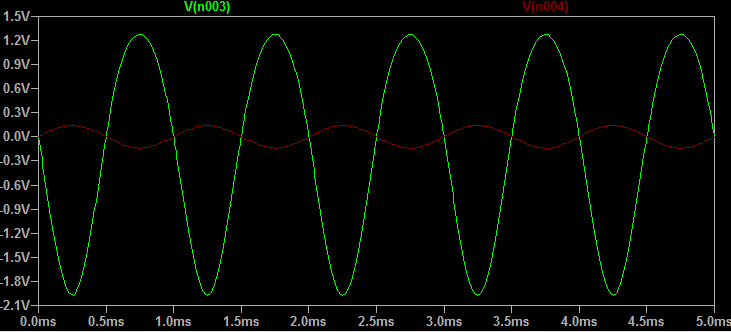 V(n003) V(n004)
1.5V
1.2V
0.9V
0.6V
0.3V
0.0V
-0.3V
-0.6V
-0.9V
-1.2V
-1.5V
-1.8V
-2.1V
0.0ms 0.5ms 1.0ms 1.5ms 2.0ms 2.5ms 3.0ms 3.5ms 4.0ms 4.5ms 5.0ms